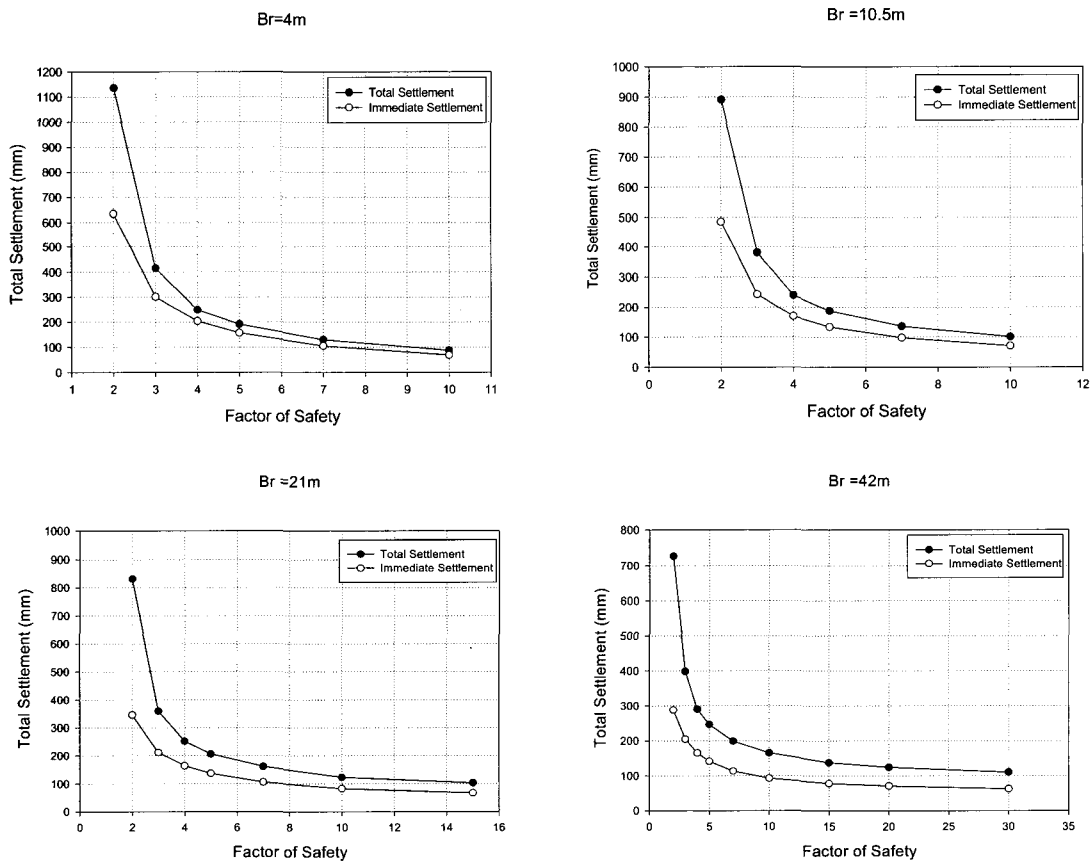 Br=4m
Total Settlement (mm)
1200
1100
1000
900
800
700
600
500
400
300
200
100
0
Total Settlement
Immediate Settlement
1 2 3 4 5 6 7 8 9 10 11
Factor of Safety
Br =10.5m
Total Settlement (mm)
1000
900
800
700
600
500
400
300
200
100
0
Total Settlement
Immediate Settlement
0 2 4 6 8 10 12
Factor of Safety
Br =21m
Total Settlement (mm)
1000
900
800
700
600
500
400
300
200
100
0
Total Settlement
Immediate Settlement
0 2 4 6 8 10 12 14 16
Factor of Safety
Br =42m
Total Settlement (mm)
800
700
600
500
400
300
200
100
0
Total Settlement
Immediate Settlement
0 5 10 15 20 25 30 35
Factor of Safety